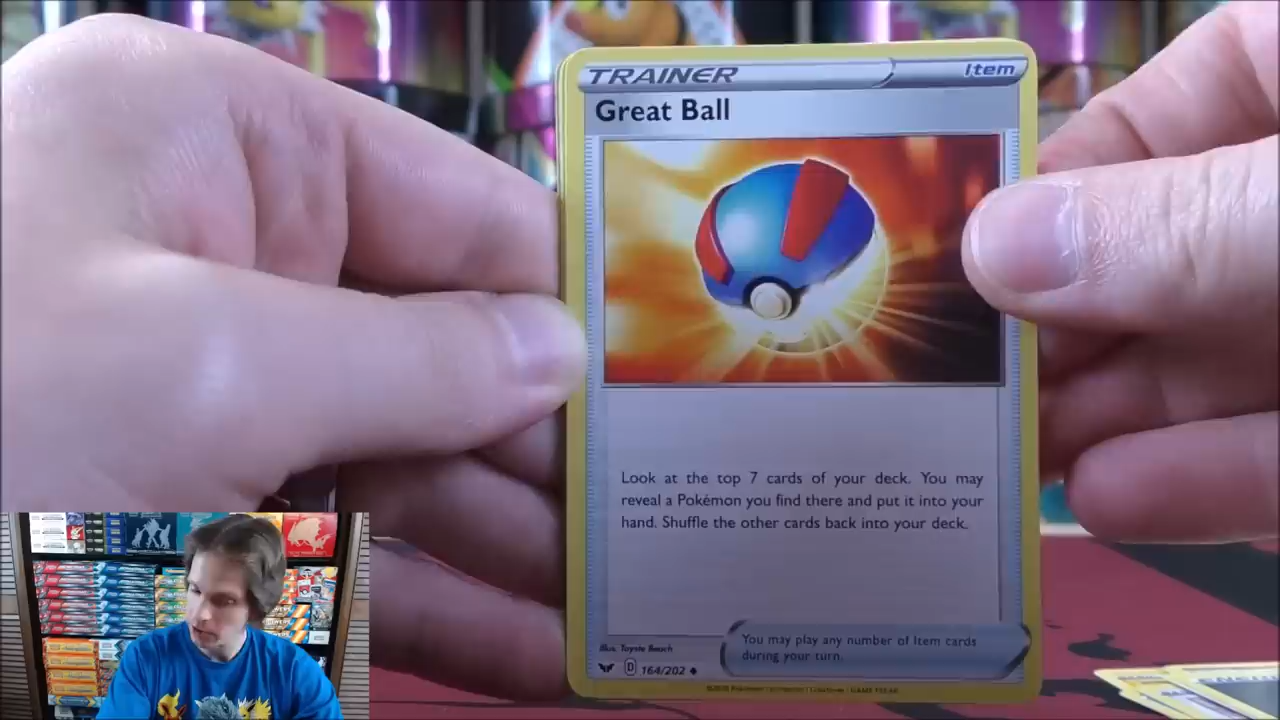 TRAINER
Item
Great Ball
Look at the top 7 cards of your deck. You may
reveal a Pokémon you find there and put it into your
hand. Shuffle the other cards back into your deck.
You may play any number of Item cards
during your turn.
Illus. Toyste Beach
D 164/202